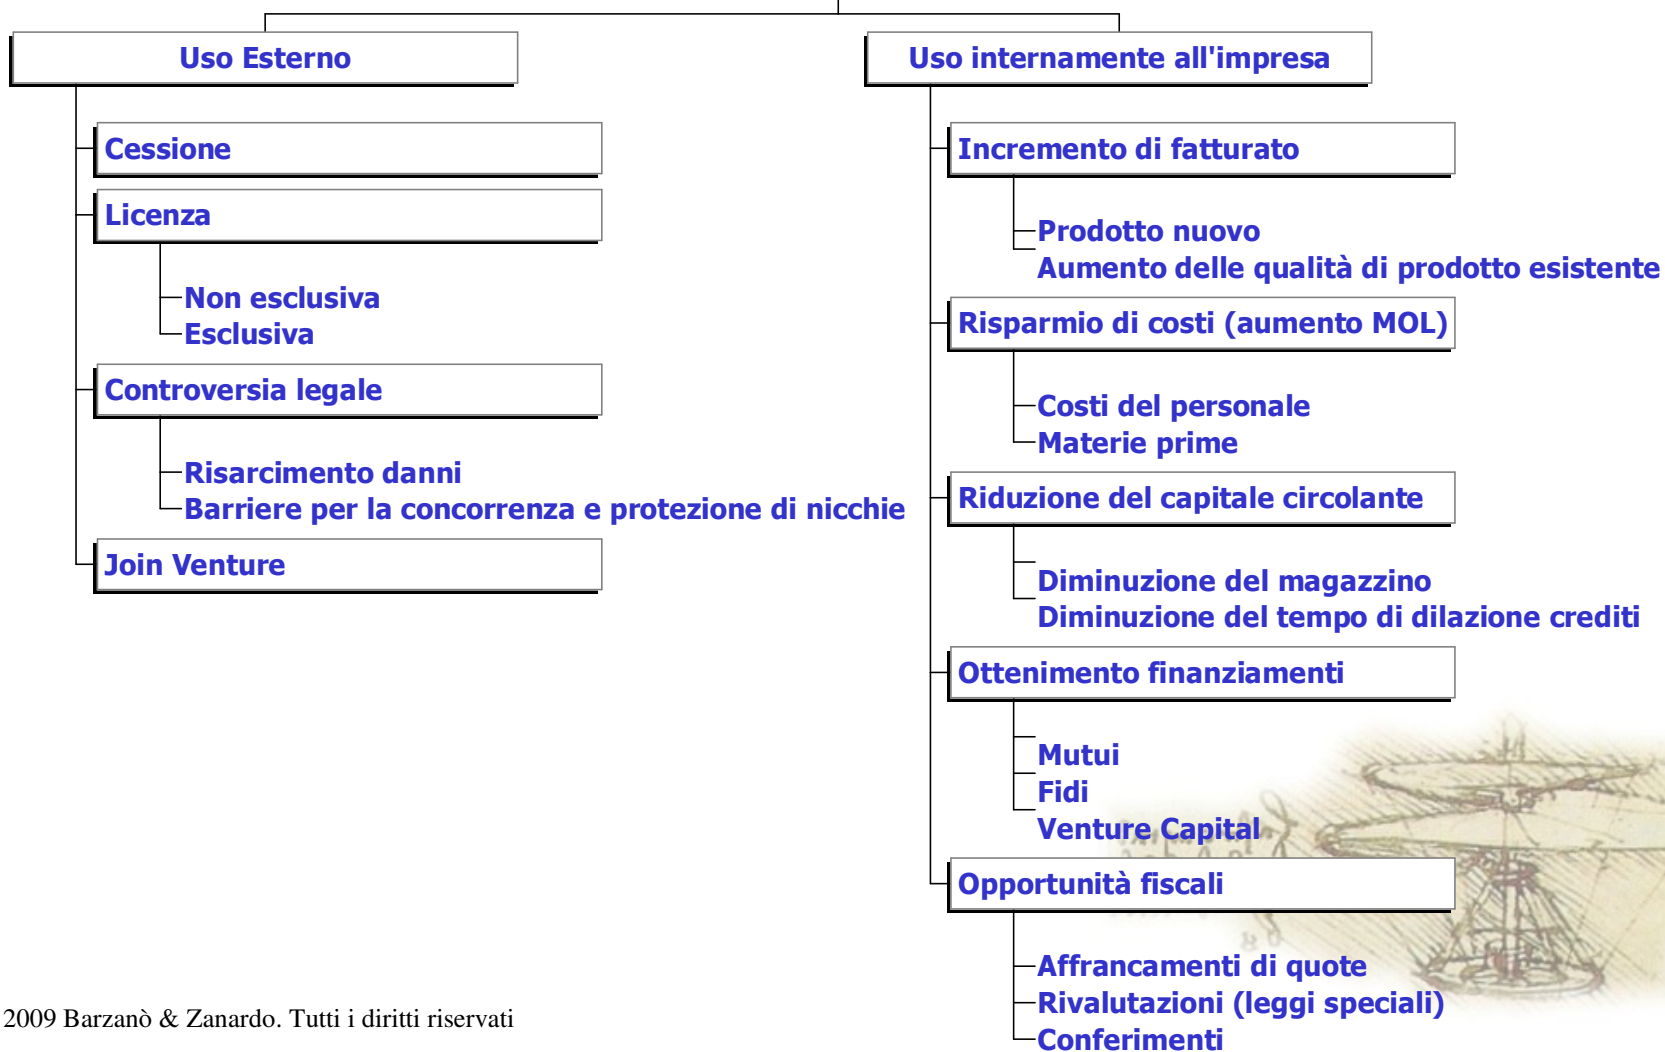 Uso Esterno
Cessione
Licenza
Non esclusiva
Esclusiva
Controversia legale
Risarcimento danni
Barriere per la concorrenza e protezione di nicchie
Join Venture
Uso internamente all'impresa
Incremento di fatturato
Prodotto nuovo
Aumento delle qualità di prodotto esistente
Risparmio di costi (aumento MOL)
Costi del personale
Materie prime
Riduzione del capitale circolante
Diminuzione del magazzino
Diminuzione del tempo di dilazione crediti
Ottenimento finanziamenti
Mutui
Fidi
Venture Capital
Opportunità fiscali
Affrancamenti di quote
Rivalutazioni (leggi speciali)
Conferimenti
2009 Barzanò & Zanardo. Tutti i diritti riservati